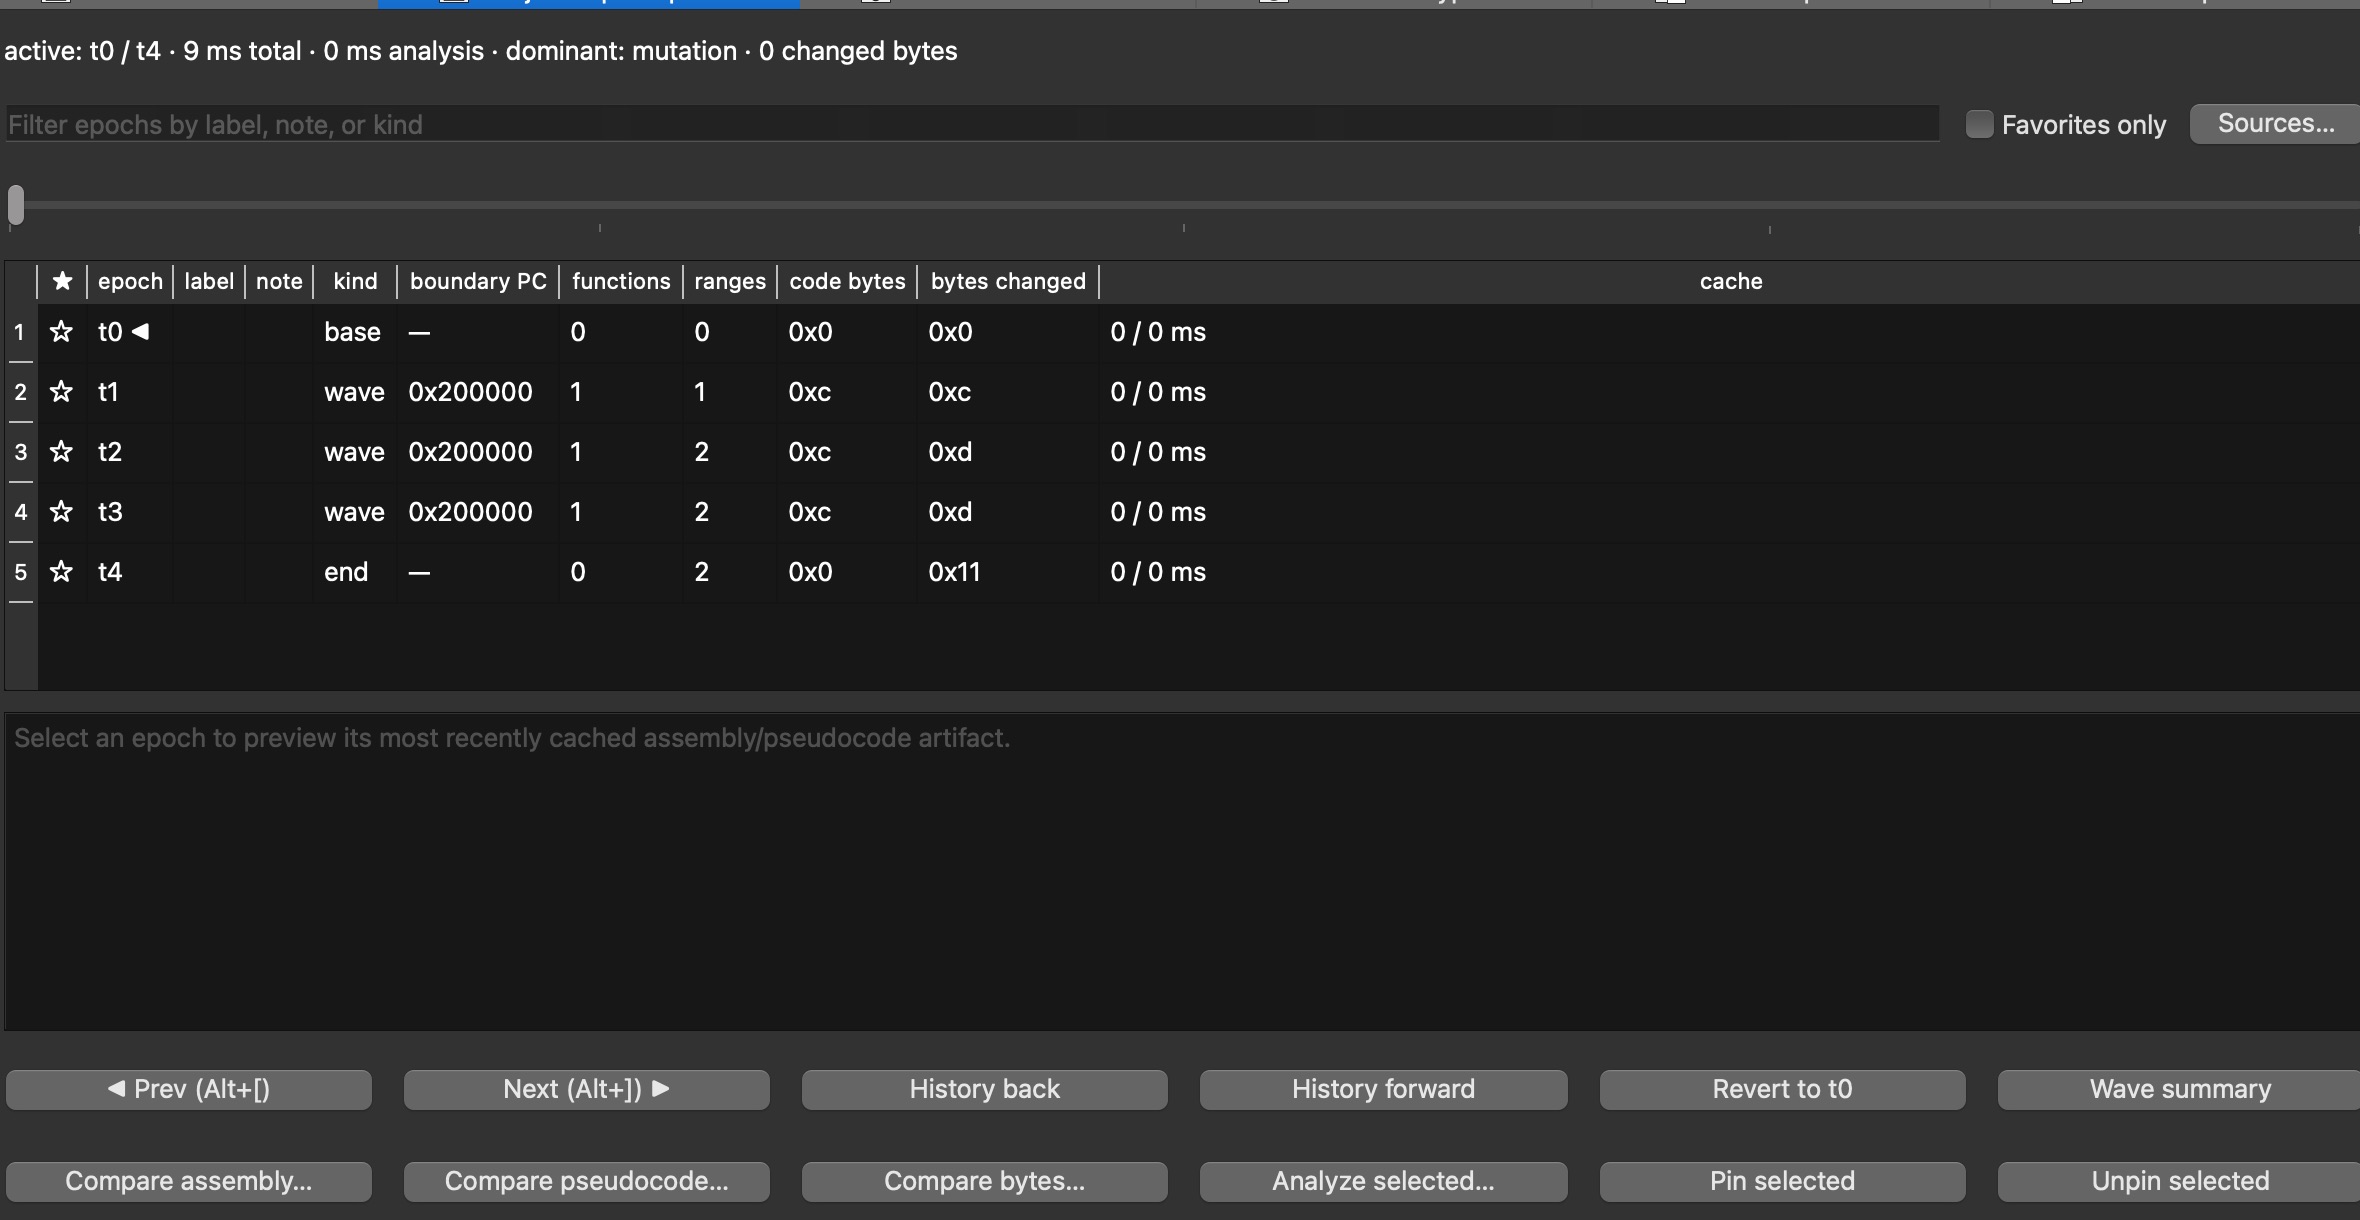 active: t0 / t4 · 9 ms total · 0 ms analysis · dominant: mutation · 0 changed bytes
Filter epochs by label, note, or kind
Favorites only
Sources...
★ epoch label note kind boundary PC functions ranges code bytes bytes changed cache
1 ☆ t0 ◀ base — 0 0 0x0 0x0 0 / 0 ms
2 ☆ t1 wave 0x200000 1 1 0xc 0xc 0 / 0 ms
3 ☆ t2 wave 0x200000 1 2 0xc 0xd 0 / 0 ms
4 ☆ t3 wave 0x200000 1 2 0xc 0xd 0 / 0 ms
5 ☆ t4 end — 0 2 0x0 0x11 0 / 0 ms
Select an epoch to preview its most recently cached assembly/pseudocode artifact.
◀ Prev (Alt+[) Next (Alt+]) ▶ History back History forward Revert to t0 Wave summary
Compare assembly... Compare pseudocode... Compare bytes... Analyze selected... Pin selected Unpin selected